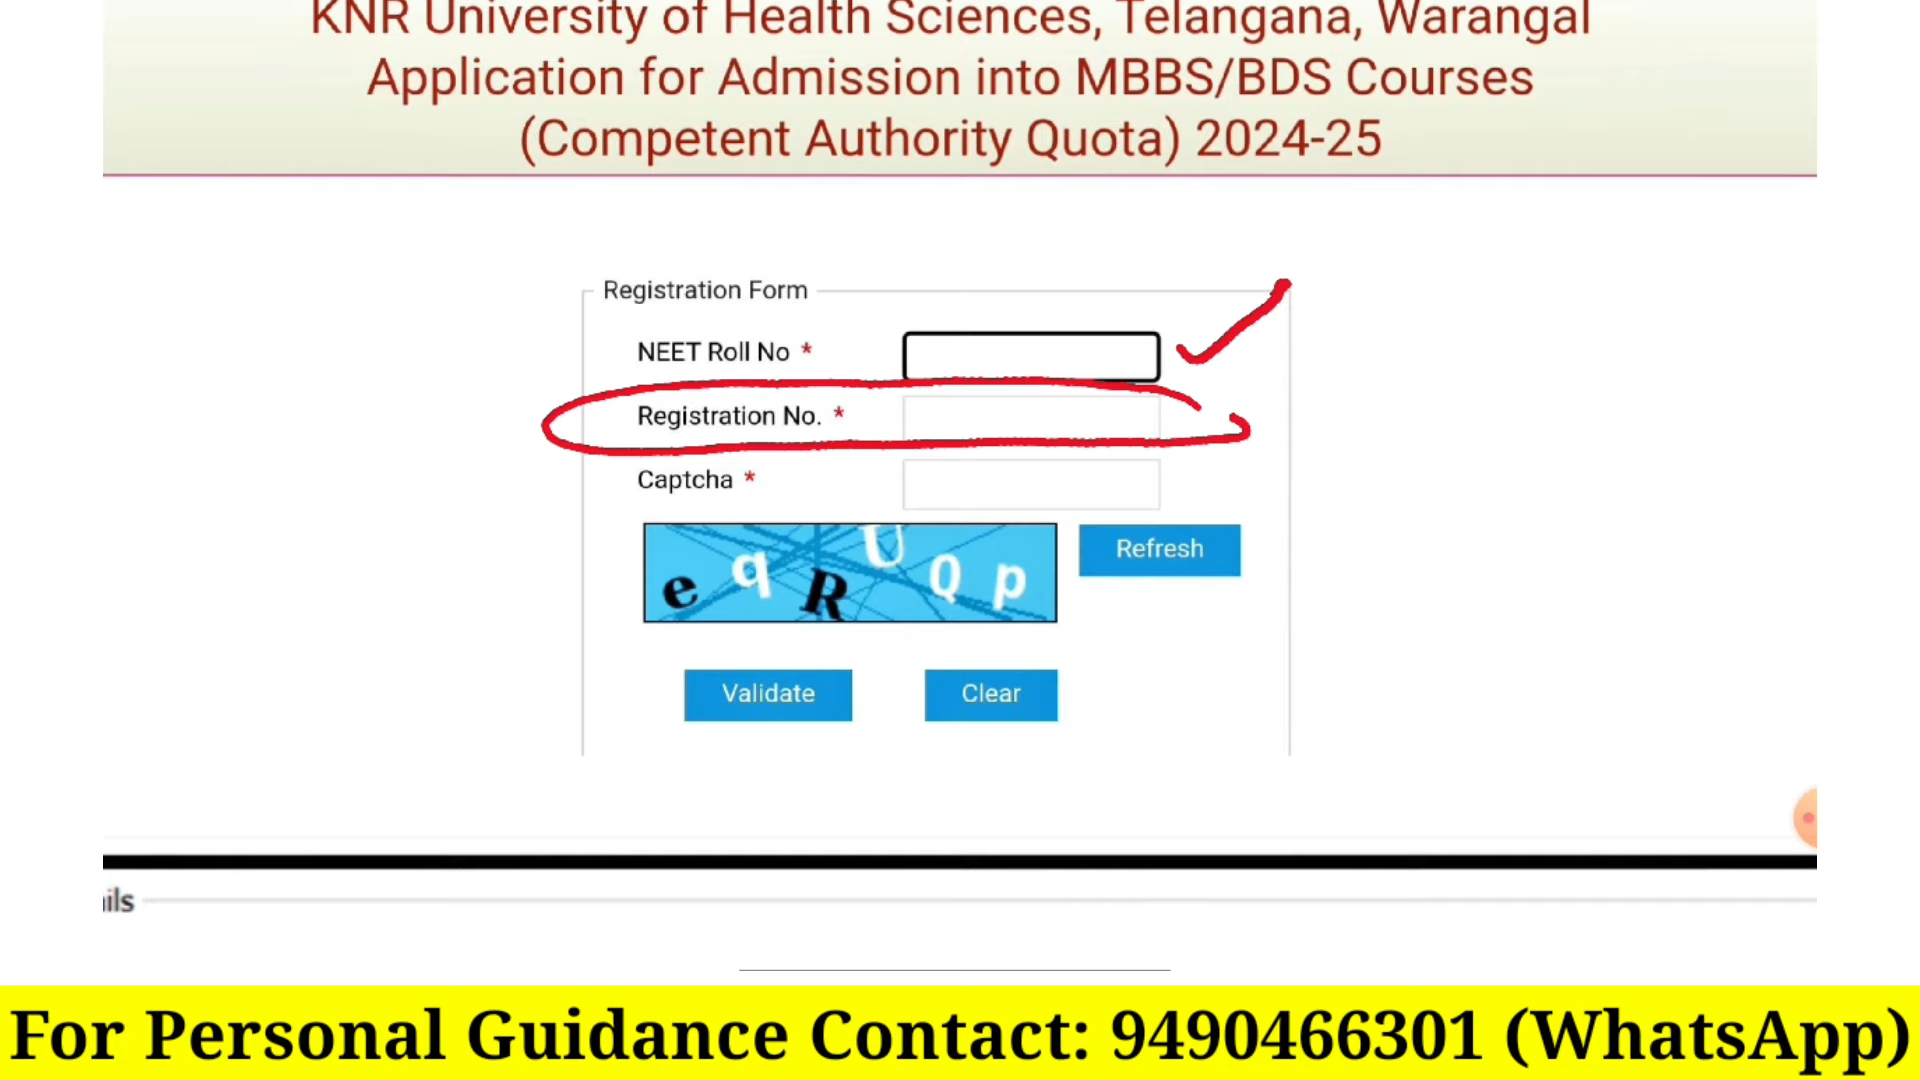 KNR University of Health Sciences, Telangana, Warangal
Application for Admission into MBBS/BDS Courses
(Competent Authority Quota) 2024-25
Registration Form
NEET Roll No *
Registration No. *
Captcha *
e q R U Q p
Refresh
Validate Clear
ils
For Personal Guidance Contact: 9490466301 (WhatsApp)